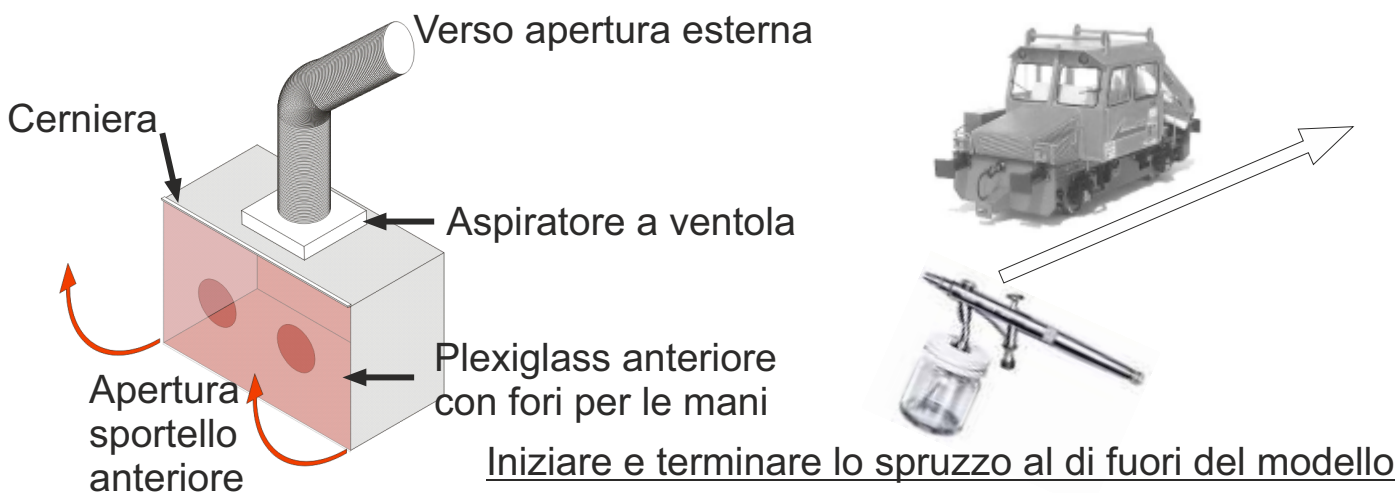 Verso apertura esterna
Cerniera
Aspiratore a ventola
Plexiglass anteriore
con fori per le mani
Apertura
sportello
anteriore
Iniziare e terminare lo spruzzo al di fuori del modello